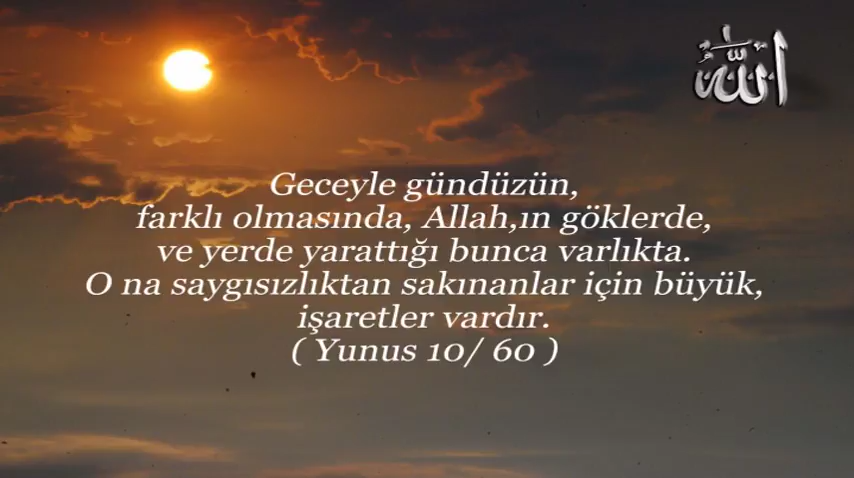 الله
Geceyle gündüzün,
farklı olmasında, Allah,ın göklerde,
ve yerde yarattığı bunca varlıkta.
O na saygısızlıktan sakınanlar için büyük,
işaretler vardır.
( Yunus 10/ 60 )